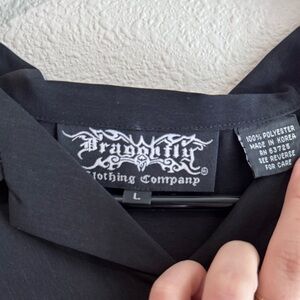 Dragonfly
Clothing Company
®
L
100% POLYESTER
MADE IN KOREA
RN 63725
SEE REVERSE
FOR CARE